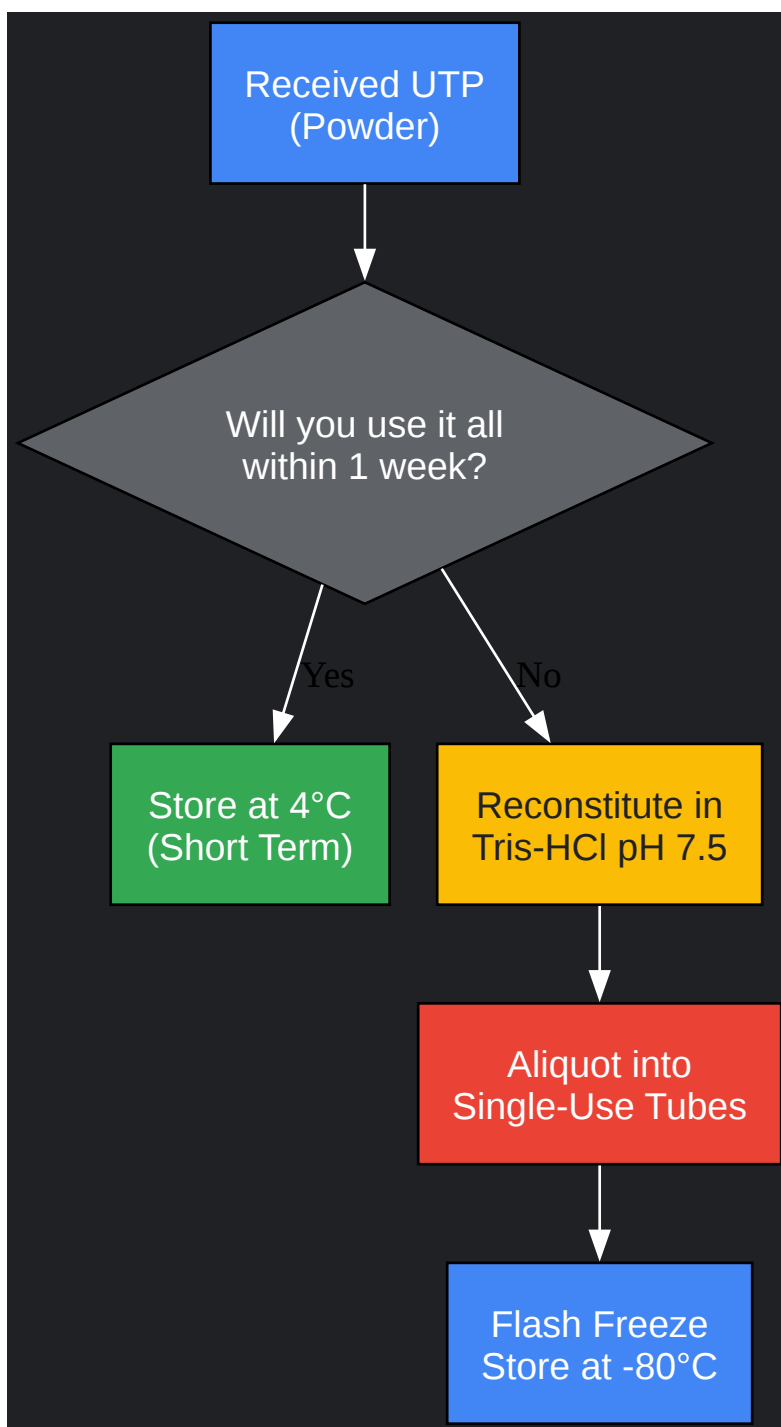 Received UTP
(Powder)
Will you use it all
within 1 week?
Yes
No
Store at 4°C
(Short Term)
Reconstitute in
Tris-HCl pH 7.5
Aliquot into
Single-Use Tubes
Flash Freeze
Store at -80°C